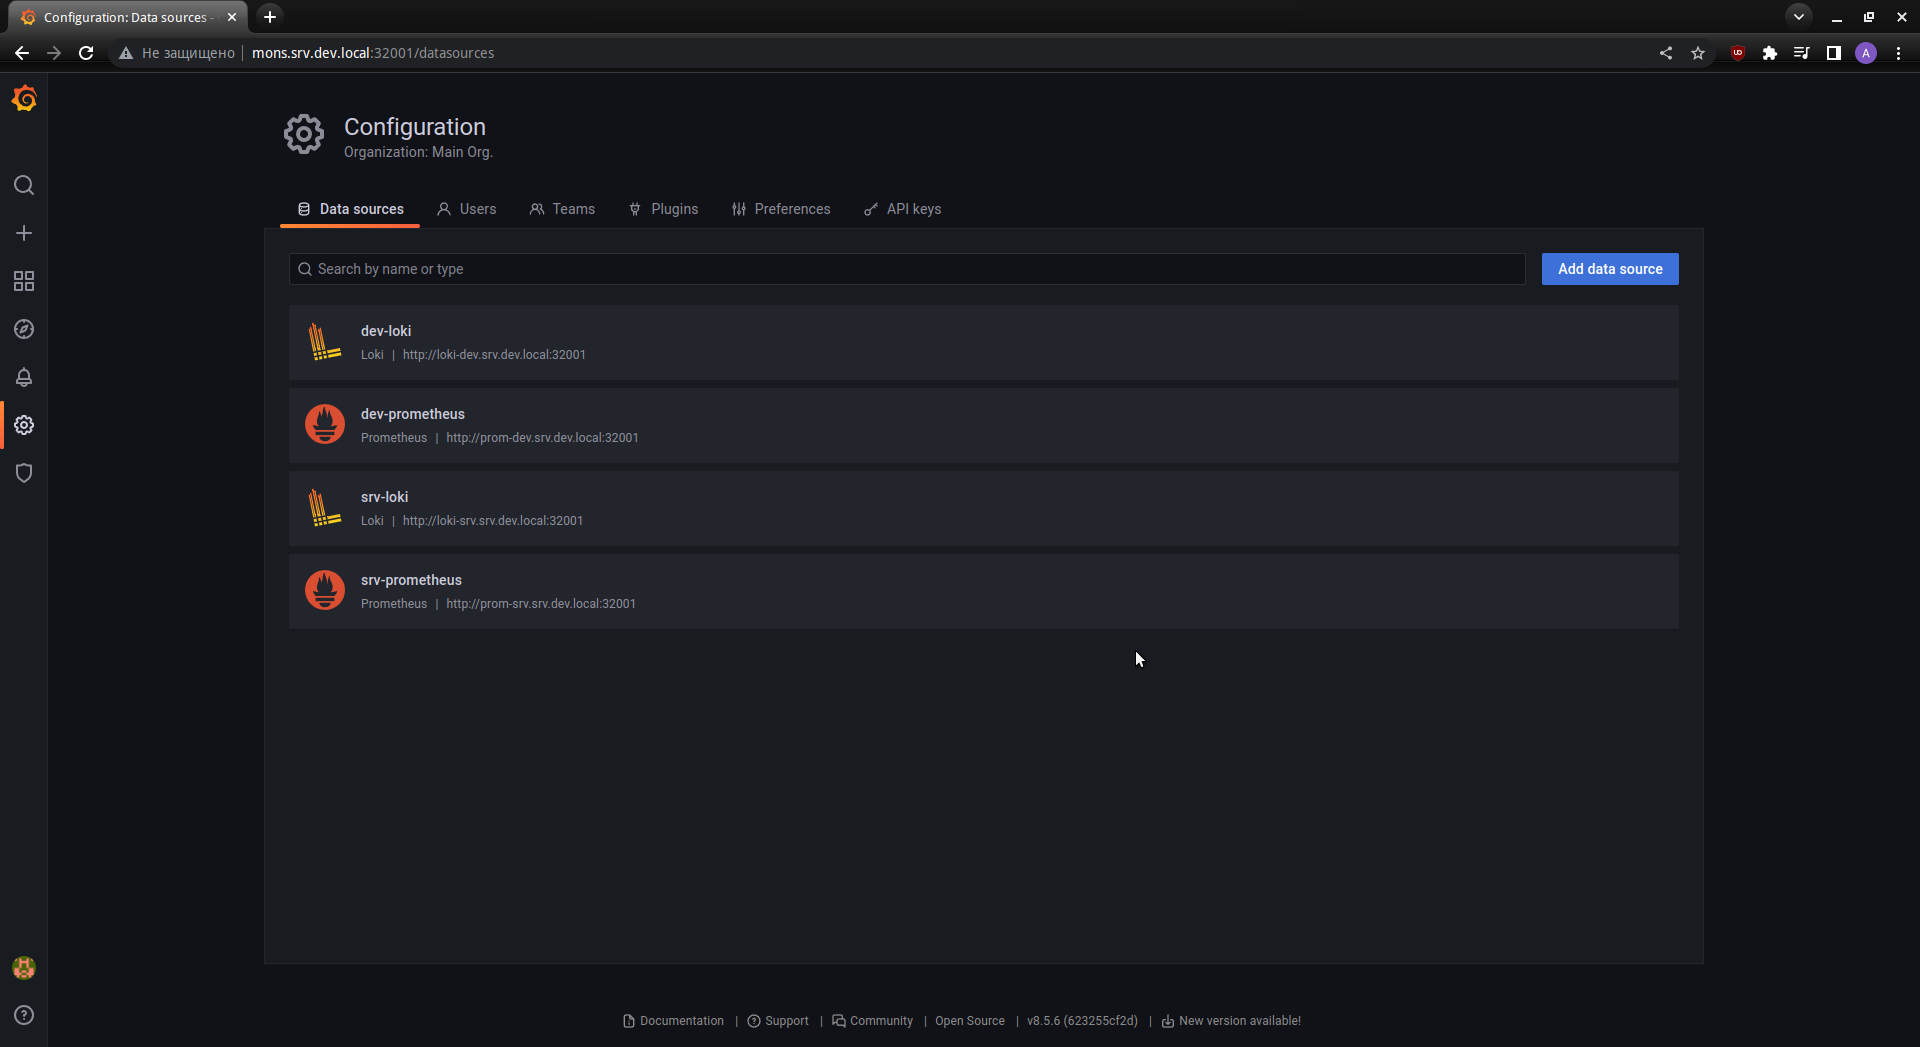 Configuration: Data sources -
Не защищено | mons.srv.dev.local:32001/datasources
A
Configuration
Organization: Main Org.
Data sources Users Teams Plugins Preferences API keys
Search by name or type Add data source
dev-loki
Loki | http://loki-dev.srv.dev.local:32001
dev-prometheus
Prometheus | http://prom-dev.srv.dev.local:32001
srv-loki
Loki | http://loki-srv.srv.dev.local:32001
srv-prometheus
Prometheus | http://prom-srv.srv.dev.local:32001
Documentation | Support | Community | Open Source | v8.5.6 (623255cf2d) | New version available!